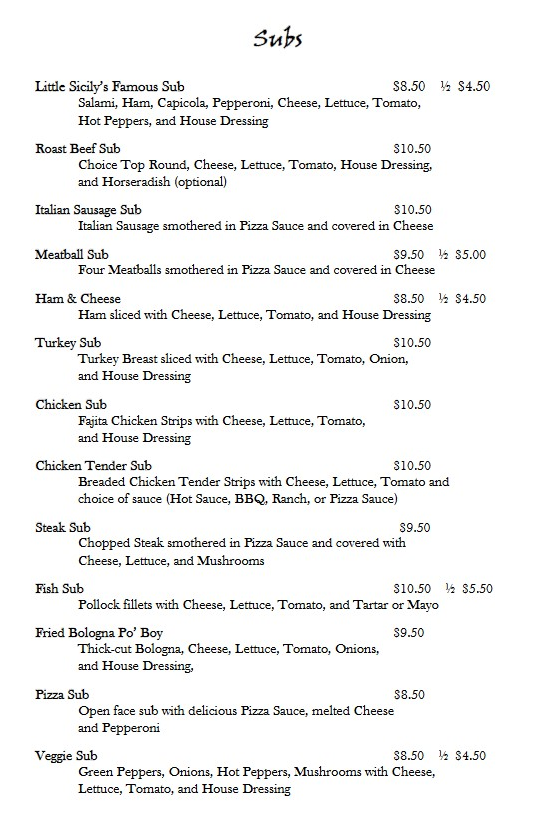 Subs
Little Sicily's Famous Sub $8.50 ½ $4.50
Salami, Ham, Capicola, Pepperoni, Cheese, Lettuce, Tomato,
Hot Peppers, and House Dressing
Roast Beef Sub $10.50
Choice Top Round, Cheese, Lettuce, Tomato, House Dressing,
and Horseradish (optional)
Italian Sausage Sub $10.50
Italian Sausage smothered in Pizza Sauce and covered in Cheese
Meatball Sub $9.50 ½ $5.00
Four Meatballs smothered in Pizza Sauce and covered in Cheese
Ham & Cheese $8.50 ½ $4.50
Ham sliced with Cheese, Lettuce, Tomato, and House Dressing
Turkey Sub $10.50
Turkey Breast sliced with Cheese, Lettuce, Tomato, Onion,
and House Dressing
Chicken Sub $10.50
Fajita Chicken Strips with Cheese, Lettuce, Tomato,
and House Dressing
Chicken Tender Sub $10.50
Breaded Chicken Tender Strips with Cheese, Lettuce, Tomato and
choice of sauce (Hot Sauce, BBQ, Ranch, or Pizza Sauce)
Steak Sub $9.50
Chopped Steak smothered in Pizza Sauce and covered with
Cheese, Lettuce, and Mushrooms
Fish Sub $10.50 ½ $5.50
Pollock fillets with Cheese, Lettuce, Tomato, and Tartar or Mayo
Fried Bologna Po' Boy $9.50
Thick-cut Bologna, Cheese, Lettuce, Tomato, Onions,
and House Dressing,
Pizza Sub $8.50
Open face sub with delicious Pizza Sauce, melted Cheese
and Pepperoni
Veggie Sub $8.50 ½ $4.50
Green Peppers, Onions, Hot Peppers, Mushrooms with Cheese,
Lettuce, Tomato, and House Dressing